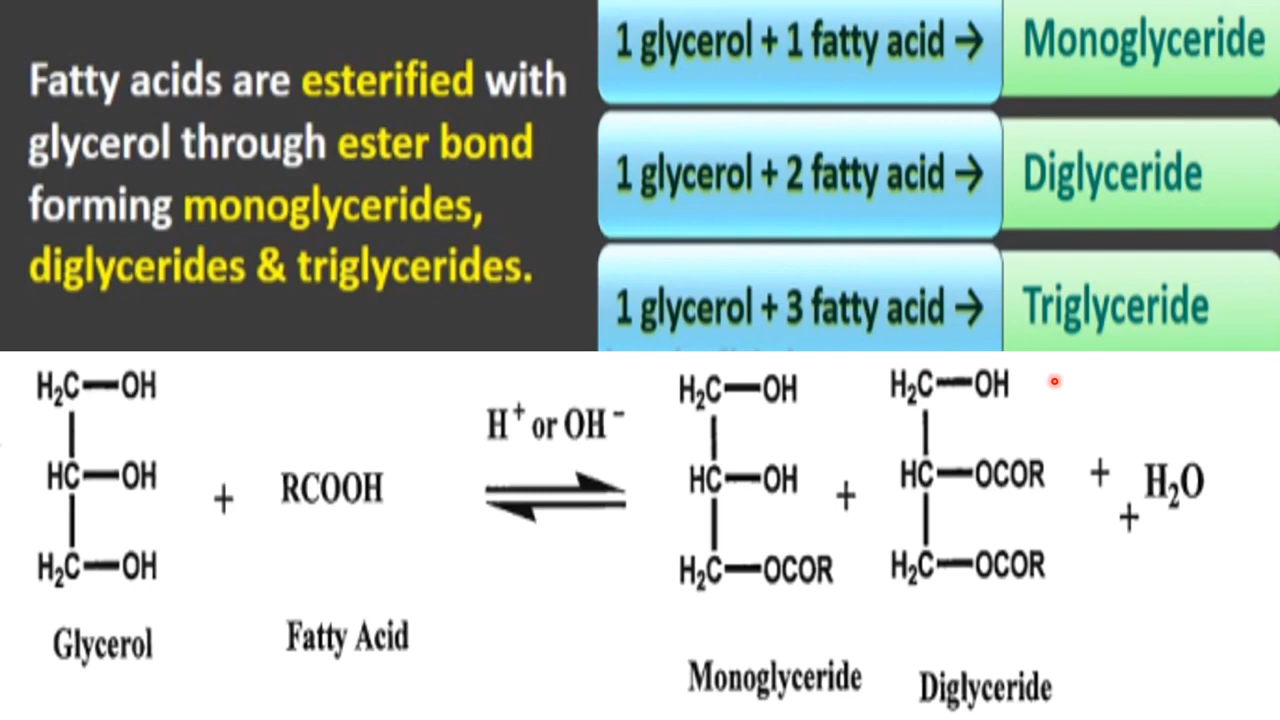 Fatty acids are esterified with
glycerol through ester bond
forming monoglycerides,
diglycerides & triglycerides.
1 glycerol + 1 fatty acid → Monoglyceride
1 glycerol + 2 fatty acid → Diglyceride
1 glycerol + 3 fatty acid → Triglyceride
H₂C—OH
HC—OH
H₂C—OH
Glycerol
+
RCOOH
Fatty Acid
H⁺ or OH⁻
H₂C—OH
HC—OH
H₂C—OCOR
Monoglyceride
+
H₂C—OH
HC—OCOR
H₂C—OCOR
Diglyceride
+
+
H₂O